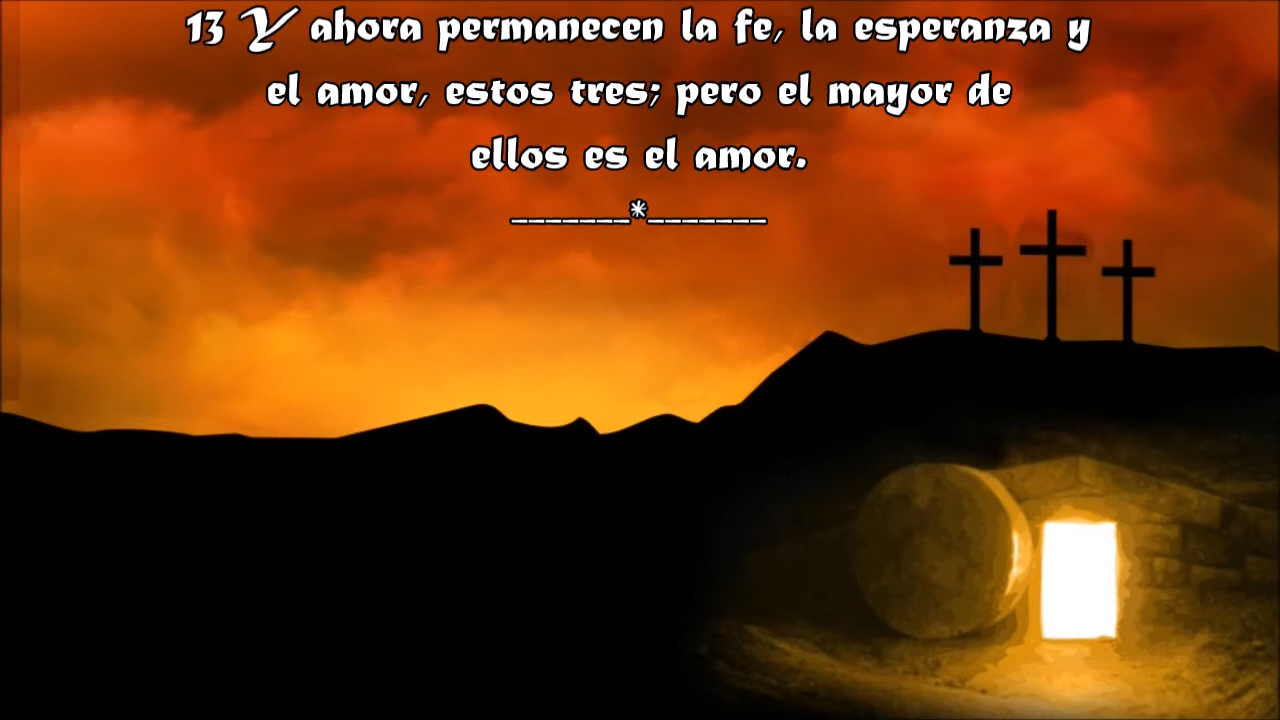 13 Y ahora permanecen la fe, la esperanza y
el amor, estos tres; pero el mayor de
ellos es el amor.
_______*_______